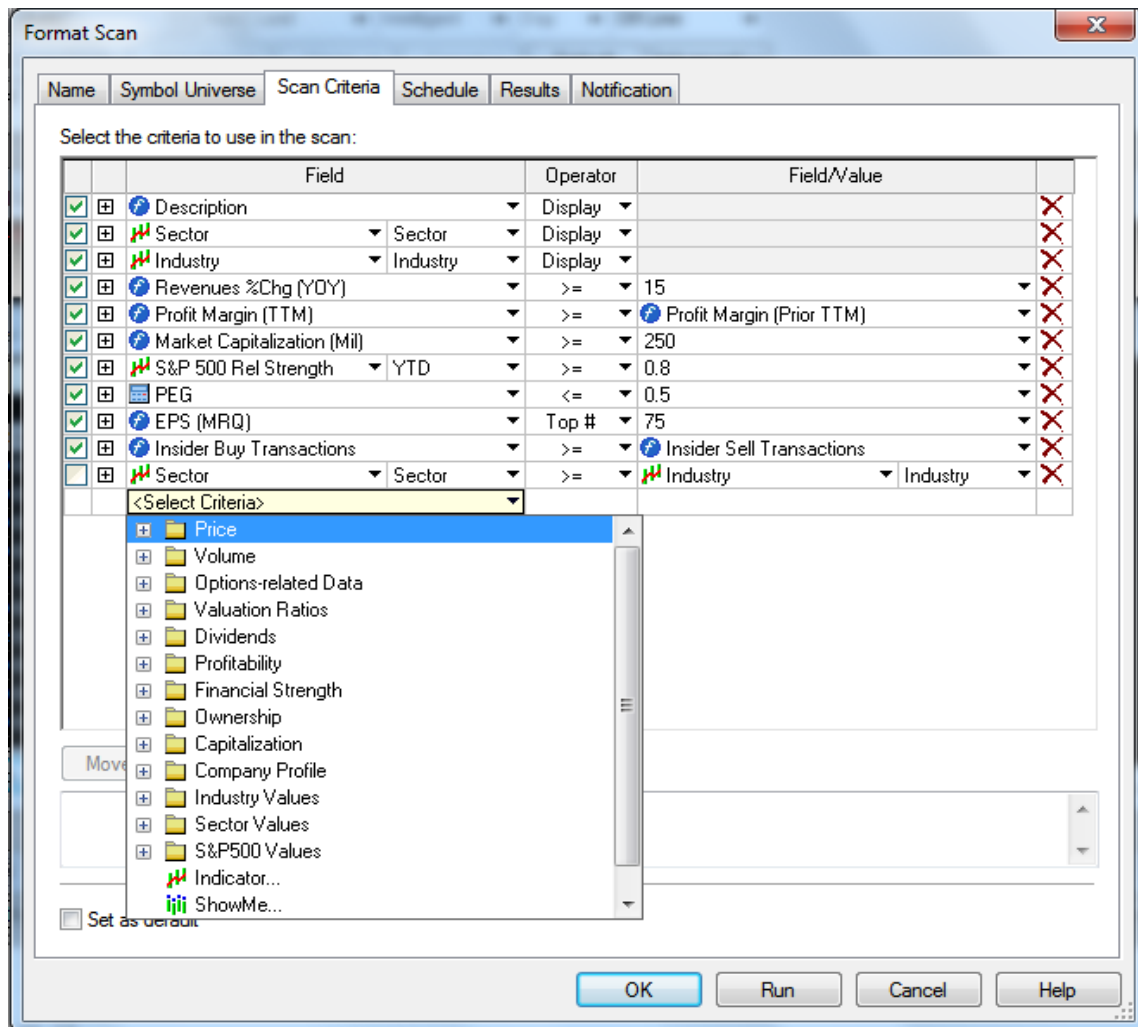 Format Scan
Name Symbol Universe Scan Criteria Schedule Results Notification
Select the criteria to use in the scan:
Field Operator Field/Value
Description Display
Sector Sector Display
Industry Industry Display
Revenues %Chg (YOY) >= 15
Profit Margin (TTM) >= Profit Margin (Prior TTM)
Market Capitalization (Mil) >= 250
S&P 500 Rel Strength YTD >= 0.8
PEG <= 0.5
EPS (MRQ) Top # 75
Insider Buy Transactions >= Insider Sell Transactions
Sector Sector >= Industry Industry
<Select Criteria>
Price
Volume
Options-related Data
Valuation Ratios
Dividends
Profitability
Financial Strength
Ownership
Capitalization
Move
Company Profile
Industry Values
Sector Values
S&P500 Values
Indicator...
ShowMe...
Set as default
OK Run Cancel Help